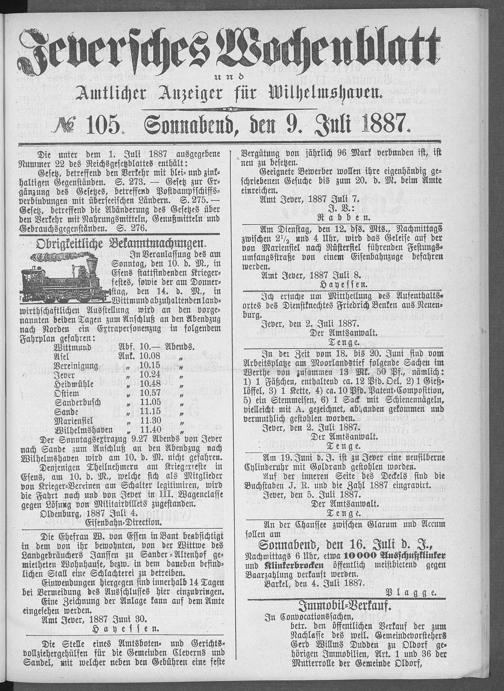 Jeversches Wochenblatt
und
Amtlicher Anzeiger für Wilhelmshaven.
№ 105. Sonnabend, den 9. Juli 1887.
Die unter dem 1. Juli 1887 ausgegebene
Nummer 22 des Reichsgesetzblattes enthält:
Gesetz, betreffend den Verkehr mit blei- und zink-
haltigen Gegenständen. S. 273. — Gesetz zur Er-
gänzung des Gesetzes, betreffend Postdampfschiffs-
verbindungen mit überseeischen Ländern. S. 275.—
Gesetz, betreffend die Abänderung des Gesetzes über
den Verkehr mit Nahrungsmitteln, Genußmitteln und
Gebrauchsgegenständen. S. 276.
Obrigkeitliche Bekanntmachungen.
In Veranlassung des am
Sonntag, den 10. d. M., in
Esens stattfindenden Krieger-
festes, sowie der am Donner-
stag, den 14. d. M., in
Wittmund abzuhaltenden land-
wirthschaftlichen Ausstellung wird an den vorge-
nannten beiden Tagen zum Anschluß an den Abendzug
nach Norden ein Extrapersonenzug in folgendem
Fahrplan gefahren:
Wittmund Abf. 10.— Abends.
Asel Ank. 10.08 „
Vereinigung „ 10.15 „
Jever „ 10.24 „
Heidmühle „ 10.48 „
Ostiem „ 10.57 „
Sanderbusch „ 11.05 „
Sande „ 11.15 „
Mariensiel „ 11.30 „
Wilhelmshaven „ 11.40 „
Der Sonntagsextrazug 9.27 Abends von Jever
nach Sande zum Anschluß an den Abendzug nach
Wilhelmshaven wird am 10. d. M. nicht gefahren.
Denjenigen Theilnehmern am Kriegerfeste in
Esens, am 10. d. M., welche sich als Mitglieder
von Krieger-Vereinen am Schalter legitimiren, wird
die Fahrt nach und von Jever in III. Wagenclasse
gegen Lösung von Militairbillets zugestanden.
Oldenburg, 1887 Juli 4.
Eisenbahn-Direction.
Die Ehefrau W. von Essen in Bant beabsichtigt
in dem von ihr bewohnten, von der Wittwe des
Landgebräuchers Janssen zu Sander-Altenhof ge-
mietheten Wohnhause, bezw. in dem daneben befind-
lichen Stall eine Schlachterei zu betreiben.
Einwendungen hiergegen sind innerhalb 14 Tagen
bei Vermeidung des Ausschlusses hier einzubringen.
Eine Zeichnung der Anlage kann auf dem Amte
eingesehen werden.
Amt Jever, 1887 Juni 30.
Hayessen.
Die Stelle eines Amtsboten- und Gerichts-
vollziehergehülfen für die Gemeinden Cleverns und
Sandel, mit welcher neben den Gebühren eine feste
Vergütung von jährlich 96 Mark verbunden ist, ist
neu zu besetzen.
Geeignete Bewerber wollen ihre eigenhändig ge-
schriebenen Gesuche bis zum 20. d. M. beim Amte
einreichen.
Amt Jever, 1887 Juli 7.
J. V.:
Rabben.
Am Dienstag, den 12. dss. Mts., Nachmittags
zwischen 2½ und 4 Uhr, wird das Geleise auf der
von Mariensiel nach Rüstersiel führenden Festungs-
umfangsstraße von einem Eisenbahnzuge befahren
werden.
Amt Jever, 1887 Juli 8.
Hayessen.
Ich ersuche um Mittheilung des Aufenthalts-
ortes des Dienstknechtes Friedrich Benken aus Neuen-
burg.
Jever, den 2. Juli 1887.
Der Amtsanwalt.
Tenge.
In der Zeit vom 18. bis 20. Juni sind vom
Arbeitsplatze am Moorlandstief folgende Sachen im
Werthe von zusammen 13 Mk. 50 Pf., nämlich:
1) 1 Fäßchen, enthaltend ca. 12 Pfd. Oel, 2) 1 Gieß-
löffel, 3) 1 Kette, 4) ca. 10 Pfd. Patent-Composition,
5) ein Stemmeisen, 6) 1 Sack mit Schienennägeln,
vielleicht mit A. gezeichnet, abhanden gekommen und
vermuthlich gestohlen worden.
Jever, den 2. Juli 1887.
Der Amtsanwalt.
Tenge.
Am 19. Juni d. J. ist zu Jever eine neusilberne
Cylinderuhr mit Goldrand gestohlen worden.
Auf der inneren Seite des Deckels sind die
Buchstaben J. R. und die Zahl 1887 eingravirt.
Jever, den 5. Juli 1887.
Der Amtsanwalt.
Tenge.
An der Chaussee zwischen Glarum und Accum
sollen am
Sonnabend, den 16. Juli d. J.,
Nachmittags 6 Uhr, etwa 10000 Ausschußklinker
und Klinkerbrocken öffentlich meistbietend gegen
Baarzahlung verkauft werden.
Barkel, den 4. Juli 1887.
Plagge.
Immobil-Verkauf.
In Convocationssachen,
betr. den öffentlichen Verkauf der zum
Nachlasse des weil. Gemeindevorstehers
Gerd Willms Dudden zu Oldorf ge-
hörigen Immobilien, Art. 1 und 36 der
Mutterrolle der Gemeinde Oldorf,